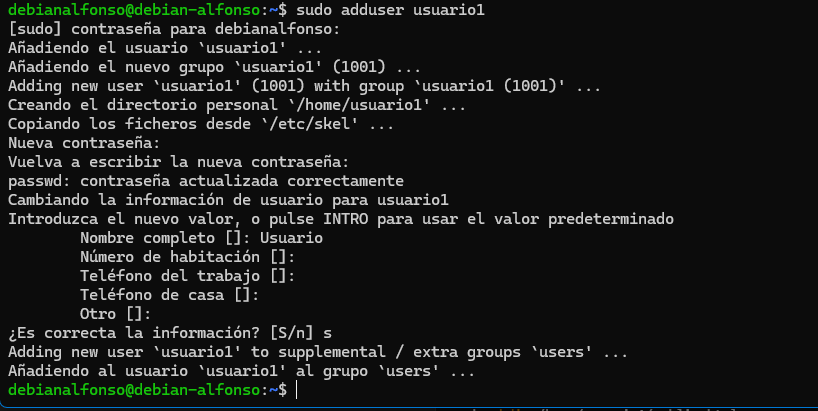 debianalfonso@debian-alfonso:~$ sudo adduser usuario1
[sudo] contraseña para debianalfonso:
Añadiendo el usuario `usuario1' ...
Añadiendo el nuevo grupo `usuario1' (1001) ...
Adding new user `usuario1' (1001) with group `usuario1 (1001)' ...
Creando el directorio personal `/home/usuario1' ...
Copiando los ficheros desde `/etc/skel' ...
Nueva contraseña:
Vuelva a escribir la nueva contraseña:
passwd: contraseña actualizada correctamente
Cambiando la información de usuario para usuario1
Introduzca el nuevo valor, o pulse INTRO para usar el valor predeterminado
        Nombre completo []: Usuario
        Número de habitación []:
        Teléfono del trabajo []:
        Teléfono de casa []:
        Otro []:
¿Es correcta la información? [S/n] s
Adding new user `usuario1' to supplemental / extra groups `users' ...
Añadiendo al usuario `usuario1' al grupo `users' ...
debianalfonso@debian-alfonso:~$